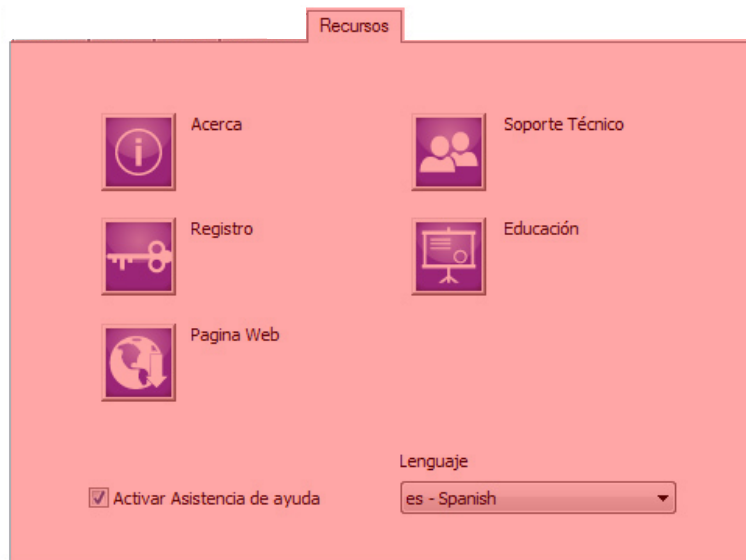 Recursos
Acerca
Soporte Técnico
Registro
Educación
Pagina Web
Lenguaje
Activar Asistencia de ayuda
es - Spanish